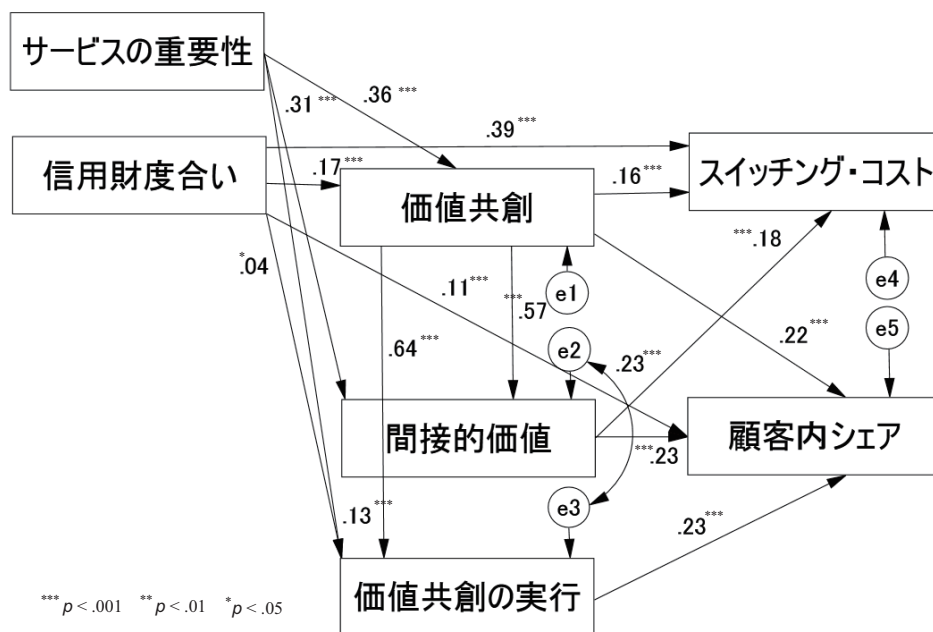 サービスの重要性
.31 ***
.36 ***
.39 ***
信用財度合い
.17 ***
価値共創
.16 ***
スイッチング・コスト
*.04
.11 ***
*** .57
e1
*** .18
e4
e5
.64 ***
e2
.23 ***
.22 ***
間接的価値
*** .23
顧客内シェア
e3
.13 ***
.23 ***
価値共創の実行
*** p < .001 ** p < .01 * p < .05